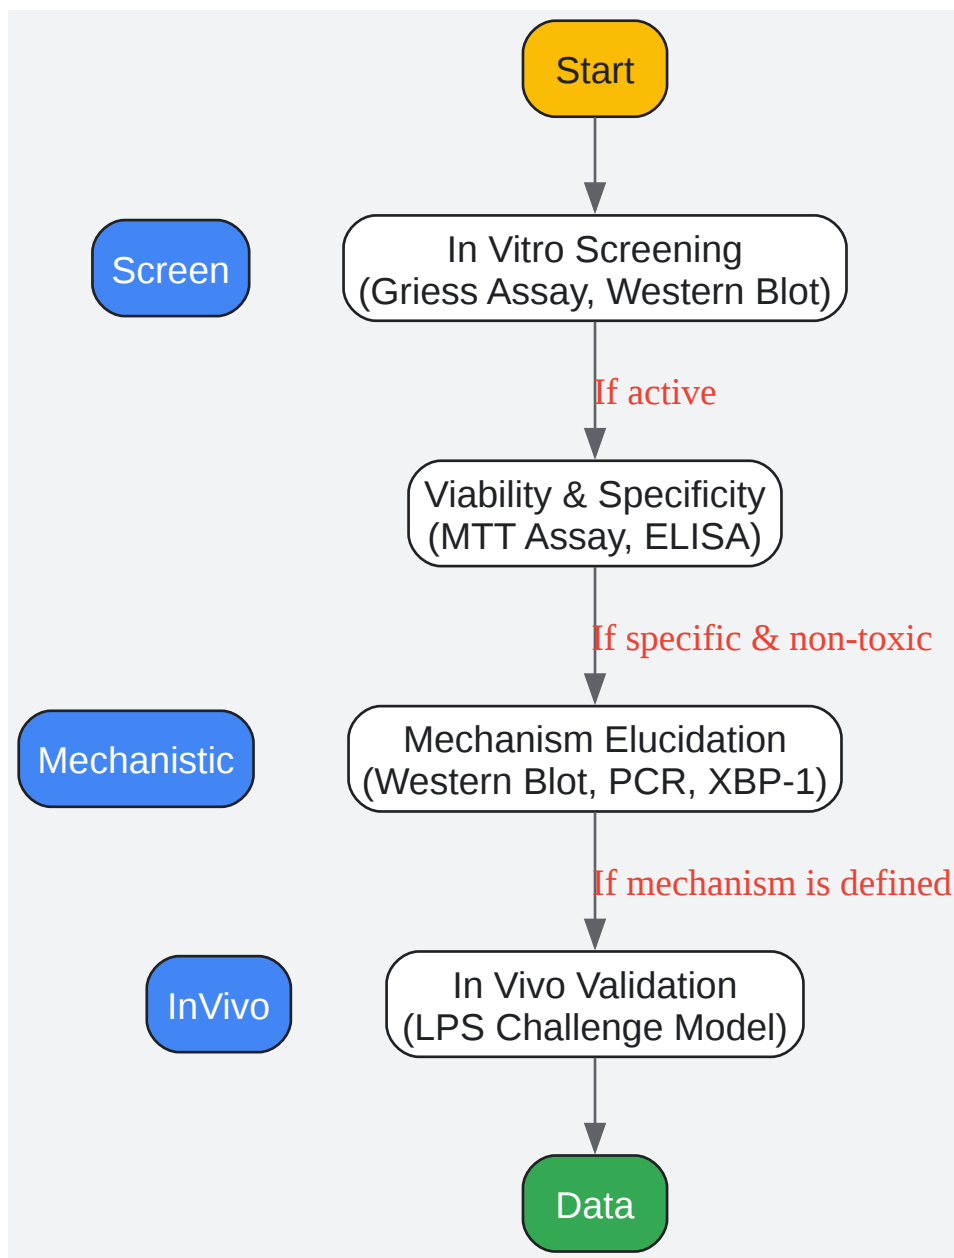 Start
Screen
In Vitro Screening
(Griess Assay, Western Blot)
If active
Viability & Specificity
(MTT Assay, ELISA)
If specific & non-toxic
Mechanistic
Mechanism Elucidation
(Western Blot, PCR, XBP-1)
If mechanism is defined
InVivo
In Vivo Validation
(LPS Challenge Model)
Data